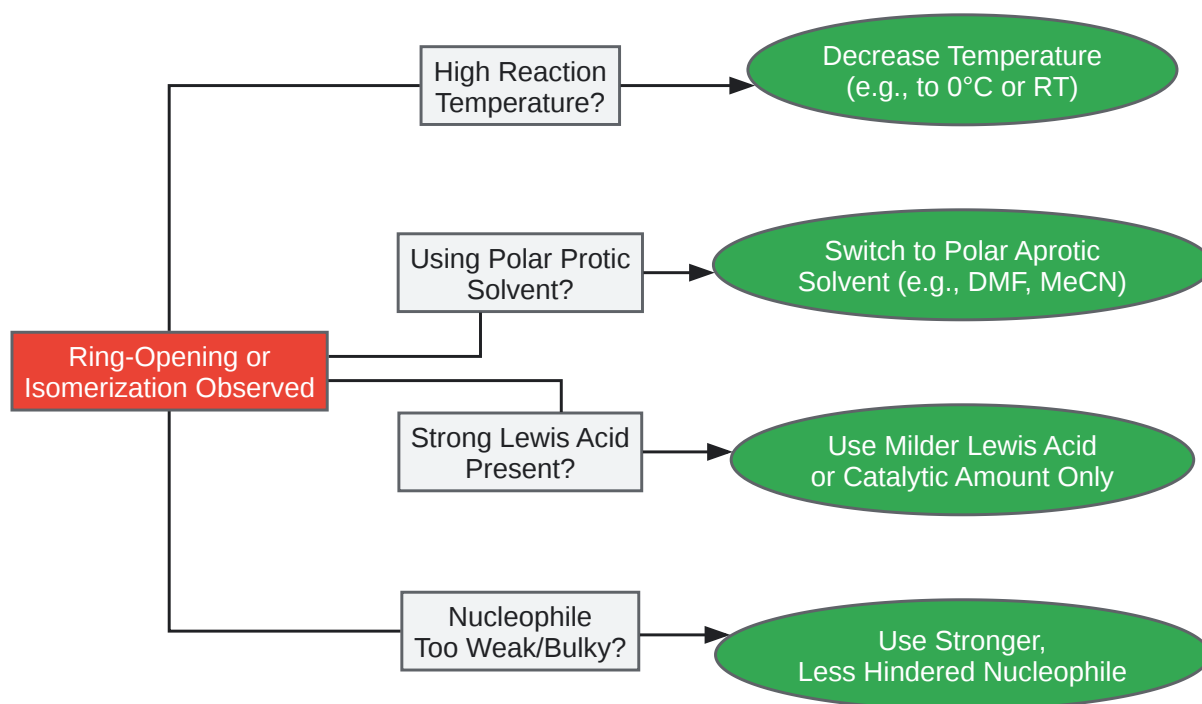 High Reaction
Temperature?
Decrease Temperature
(e.g., to 0°C or RT)
Using Polar Protic
Solvent?
Switch to Polar Aprotic
Solvent (e.g., DMF, MeCN)
Ring-Opening or
Isomerization Observed
Strong Lewis Acid
Present?
Use Milder Lewis Acid
or Catalytic Amount Only
Nucleophile
Too Weak/Bulky?
Use Stronger,
Less Hindered Nucleophile